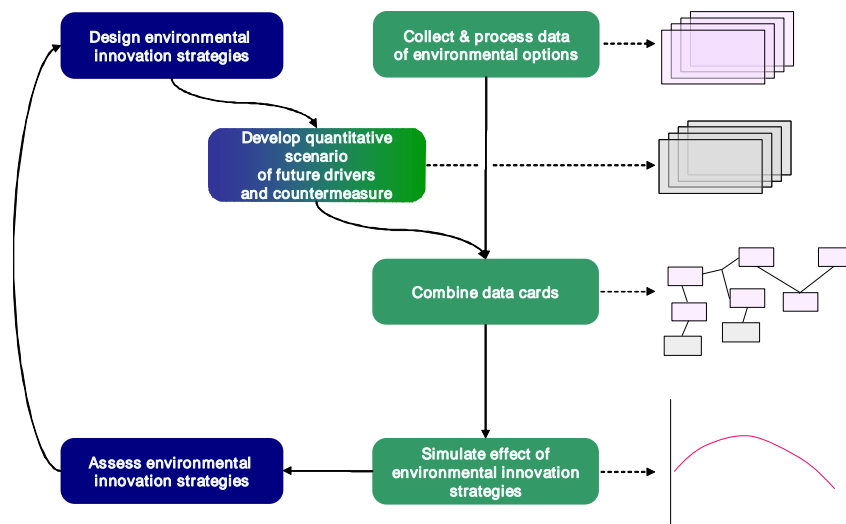 Design environmental
innovation strategies
Collect & process data
of environmental options
Develop quantitative
scenario
of future drivers
and countermeasure
Combine data cards
Assess environmental
innovation strategies
Simulate effect of
environmental innovation
strategies